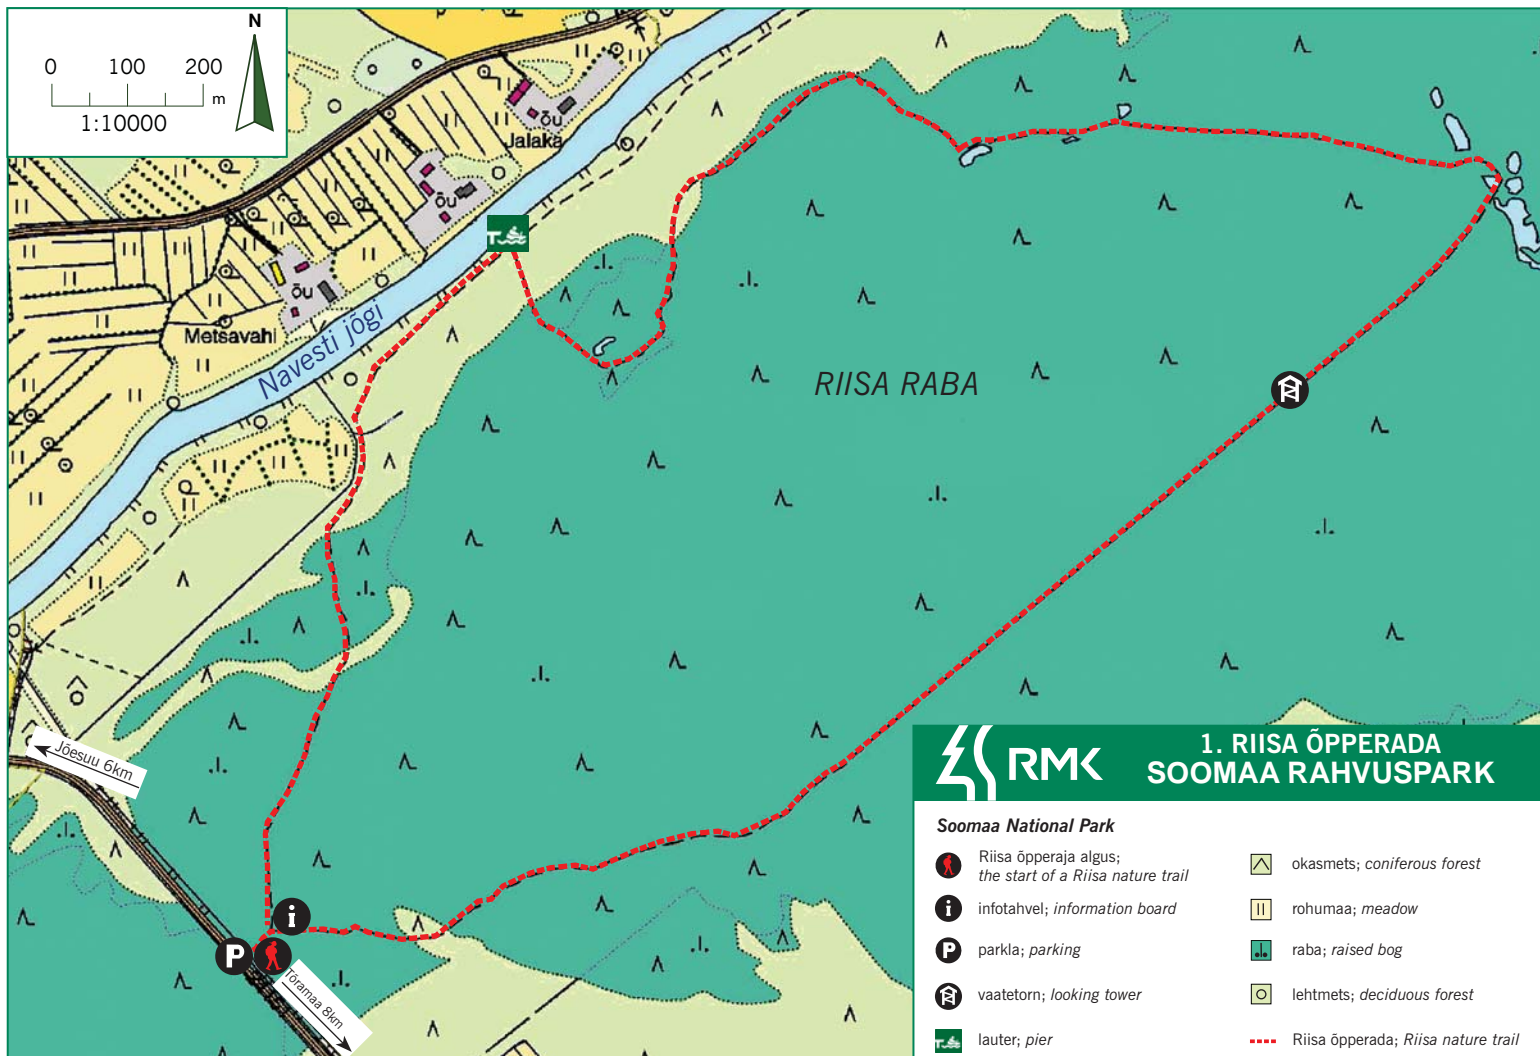 N
0 100 200
m
1:10000
õu
Jalaka
õu
õu
Metsavahi
Navesti jõgi
RIISA RABA
Jõesuu 6km
i
P
Tõramaa 8km
RMK
1. RIISA ÕPPERADA
SOOMAA RAHVUSPARK
Soomaa National Park
Riisa õpperaja algus;
the start of a Riisa nature trail
okasmets; coniferous forest
i
infotahvel; information board
rohumaa; meadow
P
parkla; parking
raba; raised bog
vaatetorn; looking tower
lehtmets; deciduous forest
lauter; pier
Riisa õpperada; Riisa nature trail